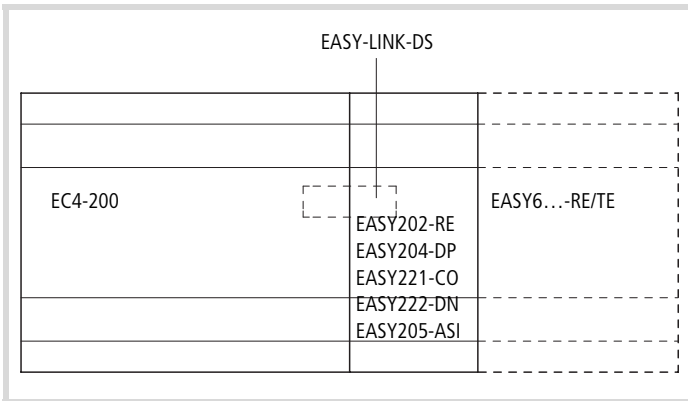 EASY-LINK-DS
EC4-200
EASY6…-RE/TE
EASY202-RE
EASY204-DP
EASY221-CO
EASY222-DN
EASY205-ASI